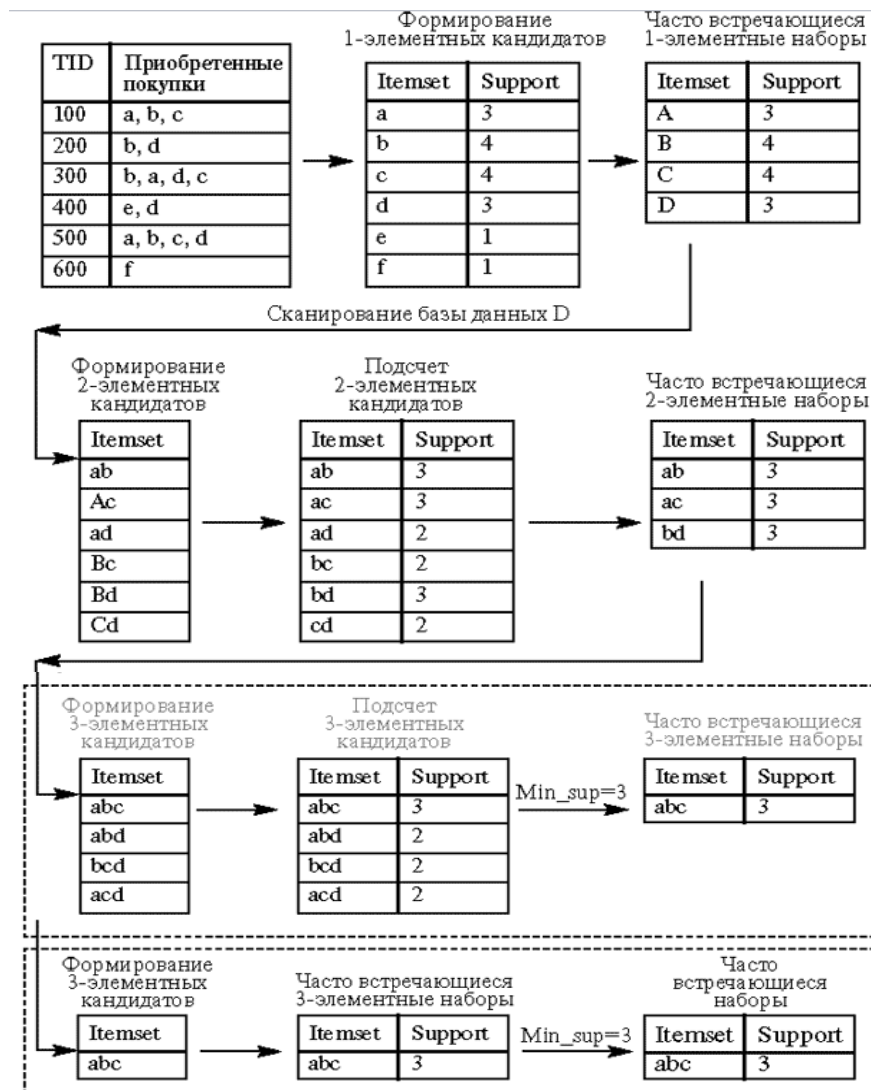 Формирование
1-элементных кандидатов
Часто встречающиеся
1-элементные наборы
TID Приобретенные
покупки
100 a, b, c
200 b, d
300 b, a, d, c
400 e, d
500 a, b, c, d
600 f
Itemset Support
a 3
b 4
c 4
d 3
e 1
f 1
Itemset Support
A 3
B 4
C 4
D 3
Сканирование базы данных D
Формирование
2-элементных
кандидатов
Itemset
ab
Ac
ad
Bc
Bd
Cd
Подсчет
2-элементных
кандидатов
Itemset Support
ab 3
ac 3
ad 2
bc 2
bd 3
cd 2
Часто встречающиеся
2-элементные наборы
Itemset Support
ab 3
ac 3
bd 3
Формирование
3-элементных
кандидатов
Itemset
abc
abd
bcd
acd
Подсчет
3-элементных
кандидатов
Itemset Support
abc 3
abd 2
bcd 2
acd 2
Min_sup=3
Часто встречающиеся
3-элементные наборы
Itemset Support
abc 3
Формирование
3-элементных
кандидатов
Itemset
abc
Часто встречающиеся
3-элементные наборы
Itemset Support
abc 3
Min_sup=3
Часто
встречающиеся
наборы
Itemset Support
abc 3